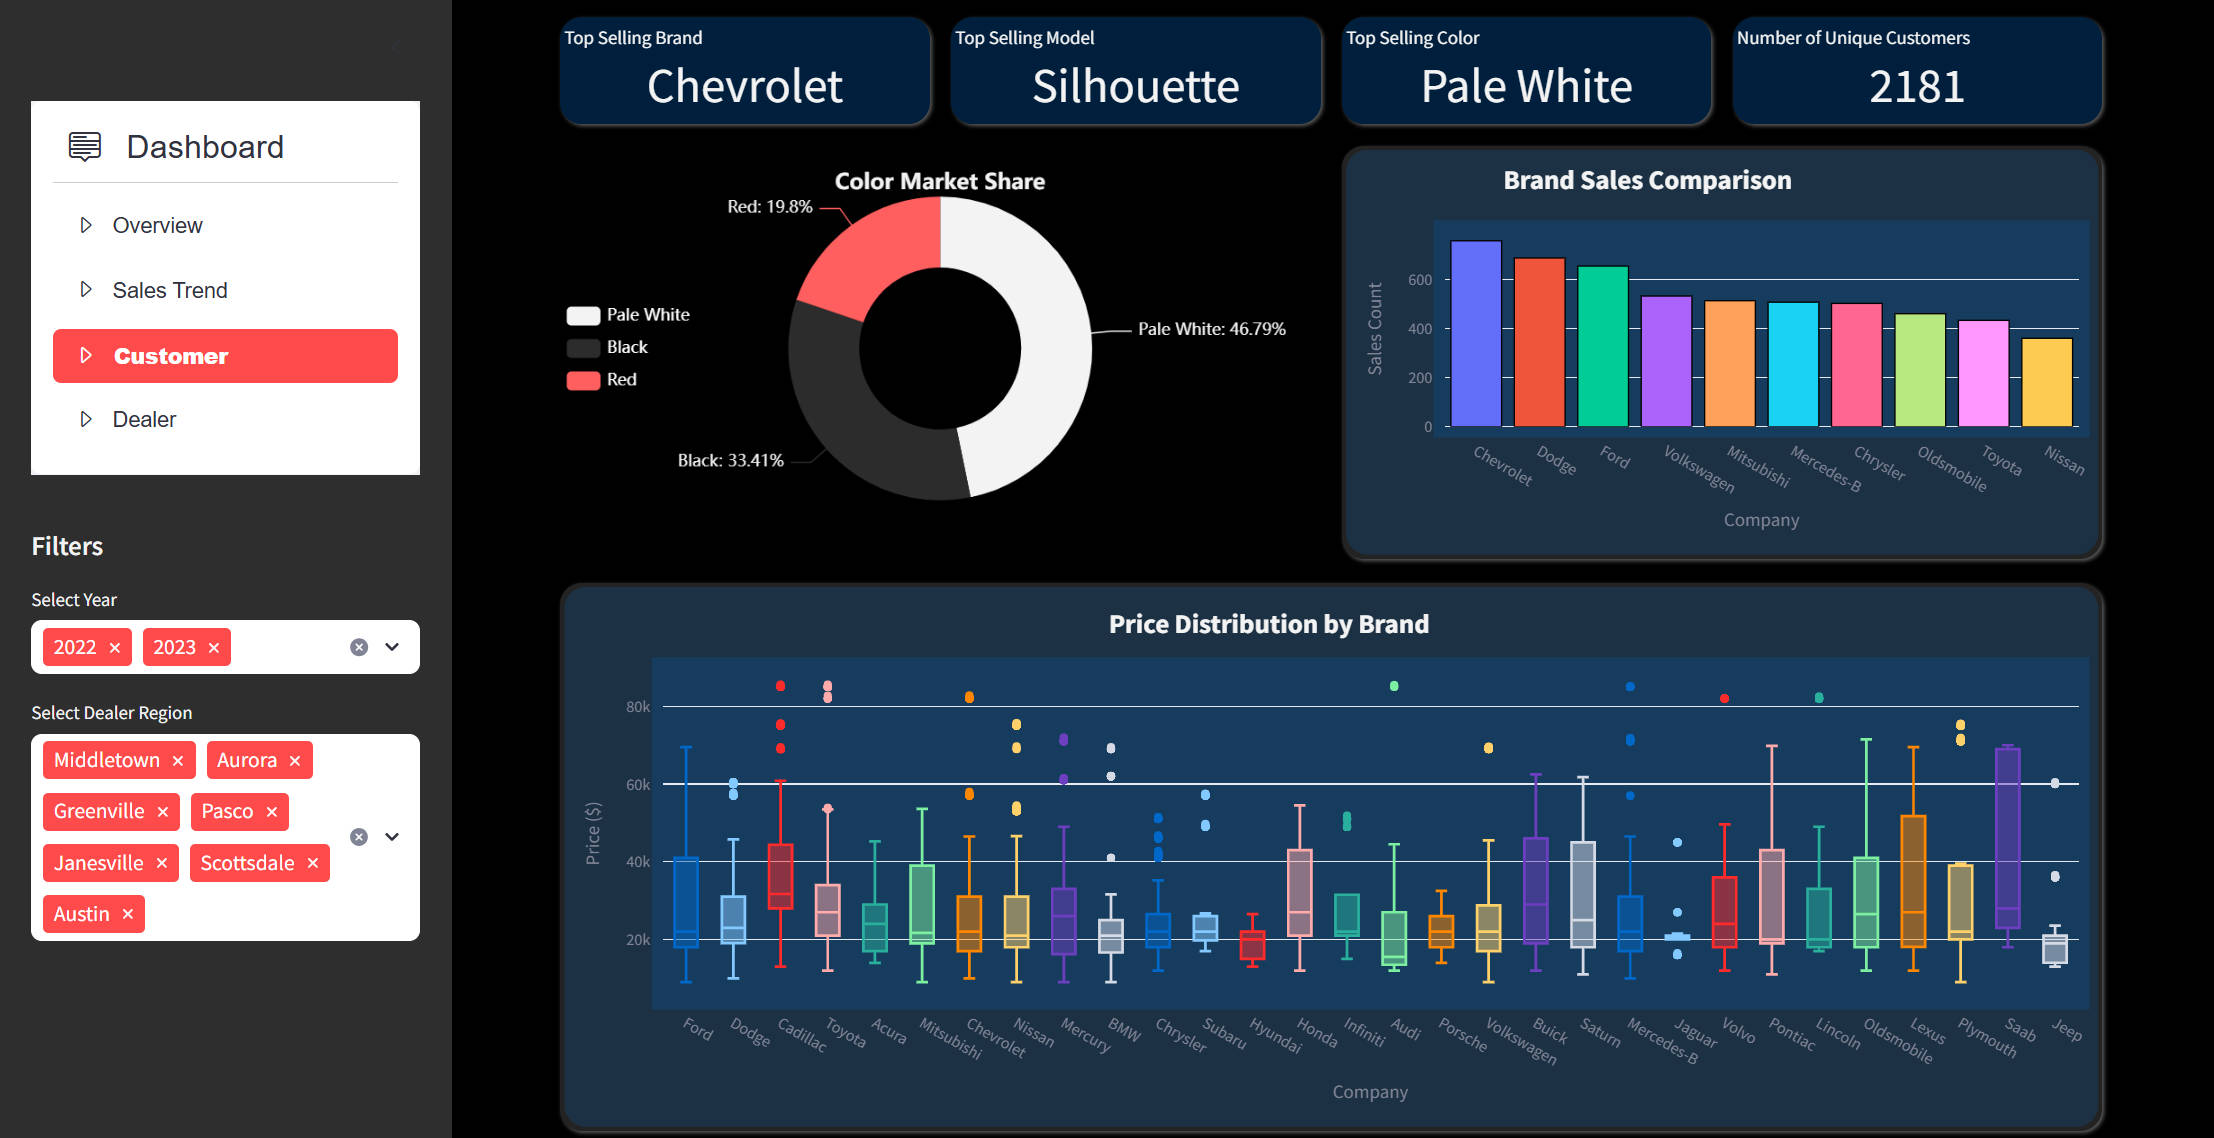 Dashboard
Overview
Sales Trend
Customer
Dealer
Filters
Select Year
2022 × 2023 ×
Select Dealer Region
Middletown × Aurora ×
Greenville × Pasco ×
Janesville × Scottsdale ×
Austin ×
Top Selling Brand
Chevrolet
Top Selling Model
Silhouette
Top Selling Color
Pale White
Number of Unique Customers
2181
Color Market Share
Red: 19.8%
Pale White
Black
Red
Pale White: 46.79%
Black: 33.41%
Brand Sales Comparison
Sales Count
600
400
200
0
Chevrolet
Dodge
Ford
Volkswagen
Mitsubishi
Mercedes-B
Chrysler
Oldsmobile
Toyota
Nissan
Company
Price Distribution by Brand
Price ($)
80k
60k
40k
20k
Ford
Dodge
Cadillac
Toyota
Acura
Mitsubishi
Chevrolet
Nissan
Mercury
BMW
Chrysler
Subaru
Hyundai
Honda
Infiniti
Audi
Porsche
Volkswagen
Buick
Saturn
Mercedes-B
Jaguar
Volvo
Pontiac
Lincoln
Oldsmobile
Lexus
Plymouth
Saab
Jeep
Company